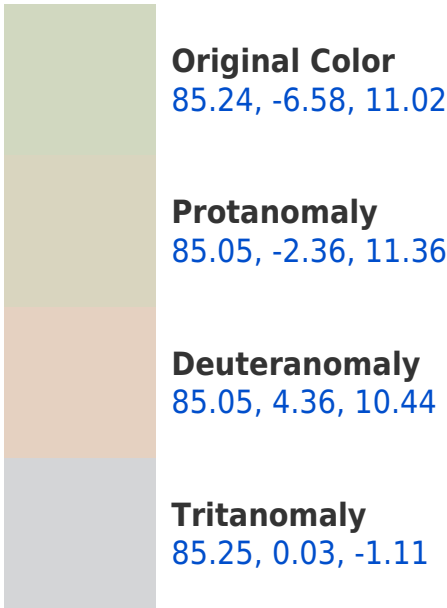 Original Color
85.24, -6.58, 11.02
Protanomaly
85.05, -2.36, 11.36
Deuteranomaly
85.05, 4.36, 10.44
Tritanomaly
85.25, 0.03, -1.11